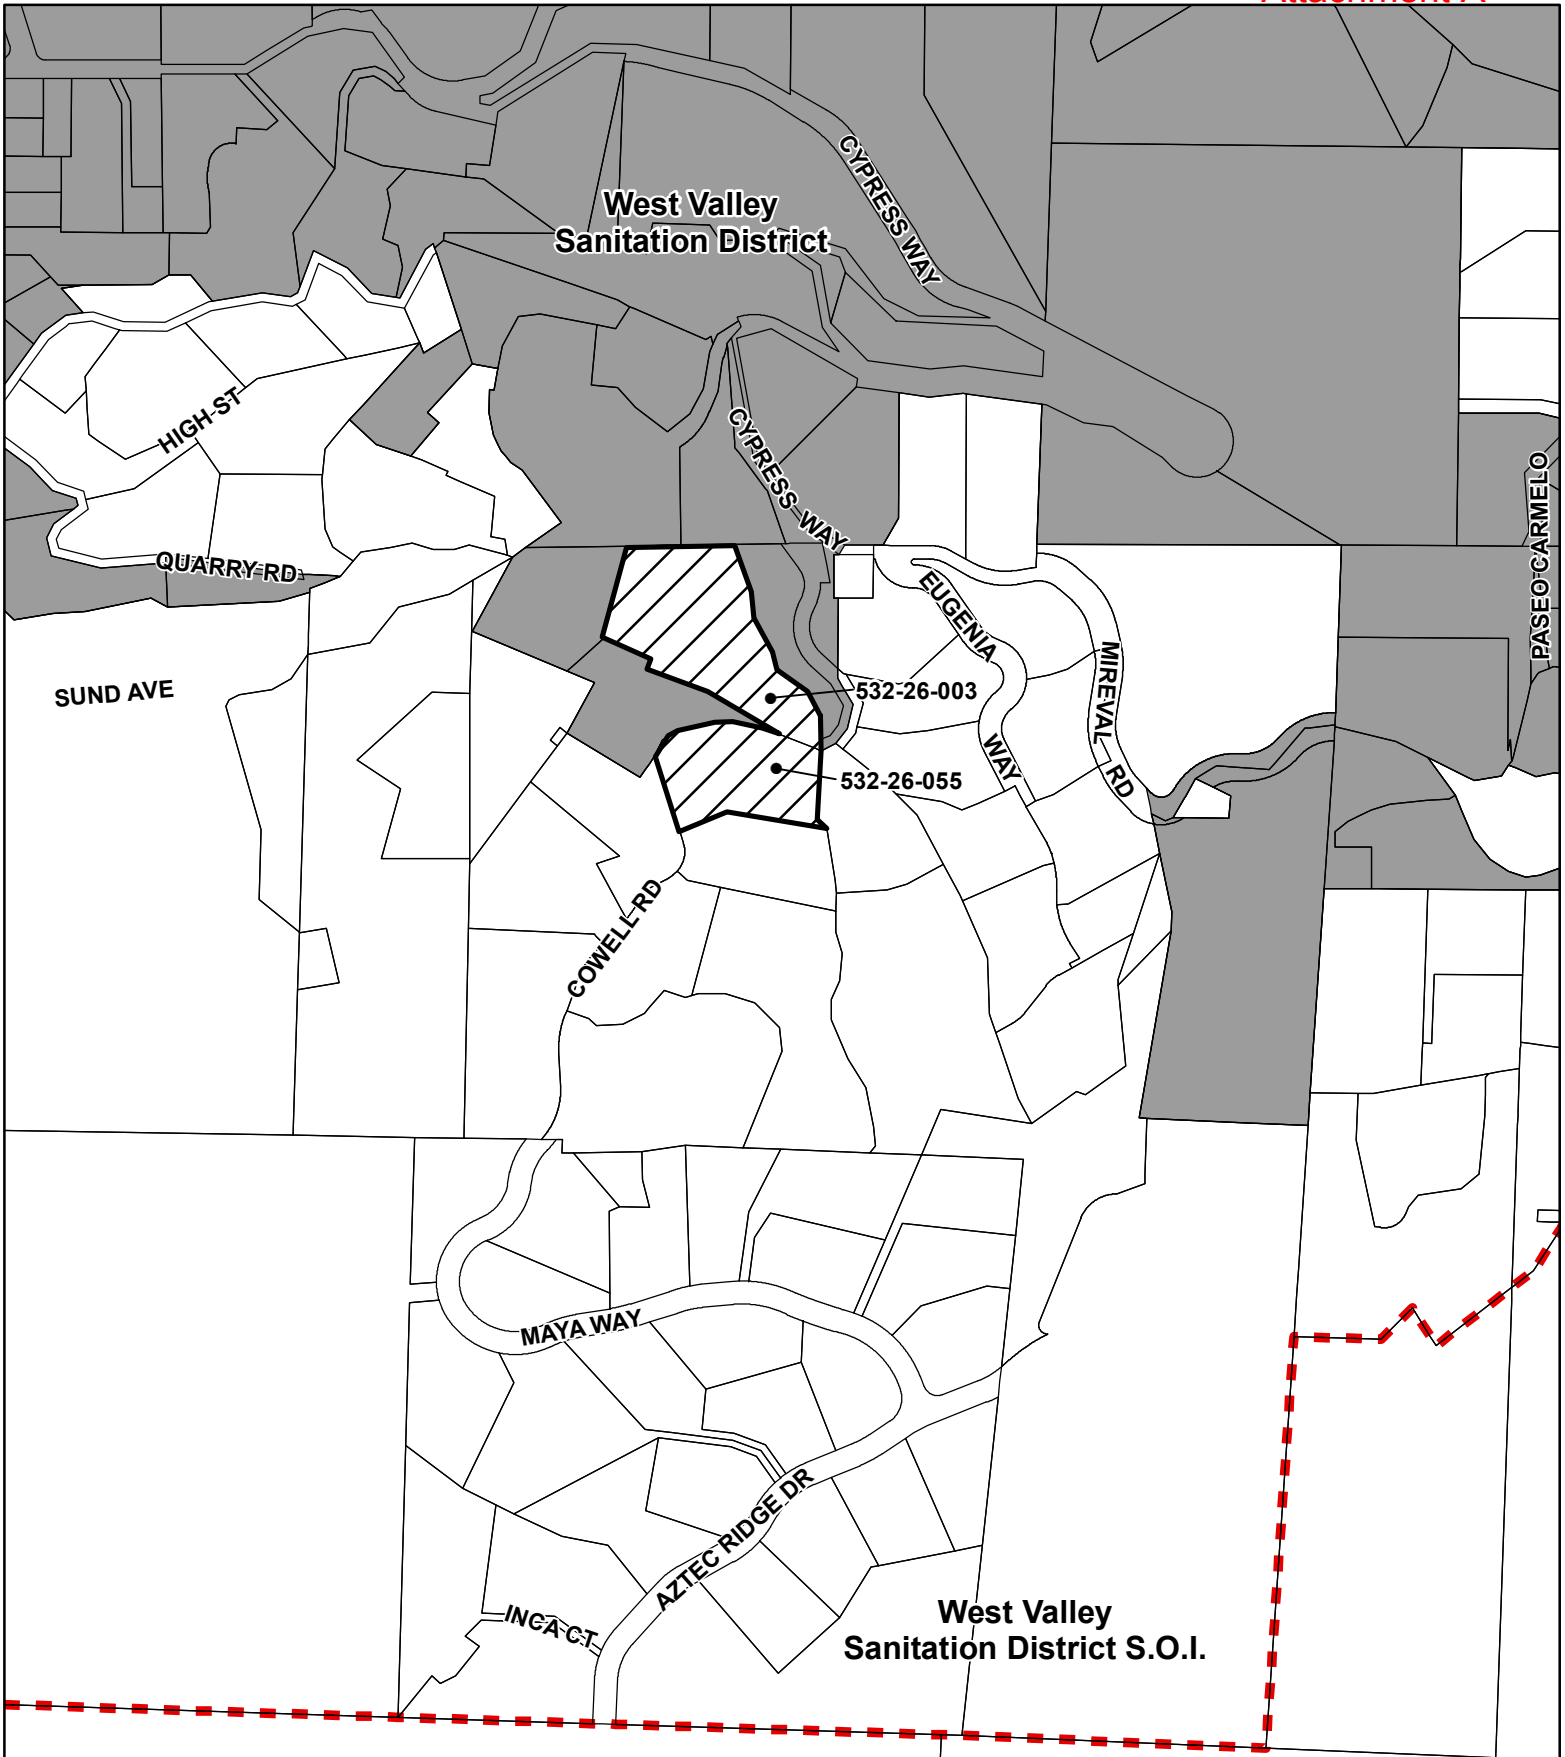 Attachment A
West Valley
Sanitation District
CYPRESS WAY
HIGH ST
CYPRESS WAY
PASEO CARMELO
QUARRY RD
EUGENIA
WAY
MIREVAL RD
SUND AVE
532-26-003
532-26-055
COWELL RD
MAYA WAY
AZTEC RIDGE DR
INCA CT
West Valley
Sanitation District S.O.I.